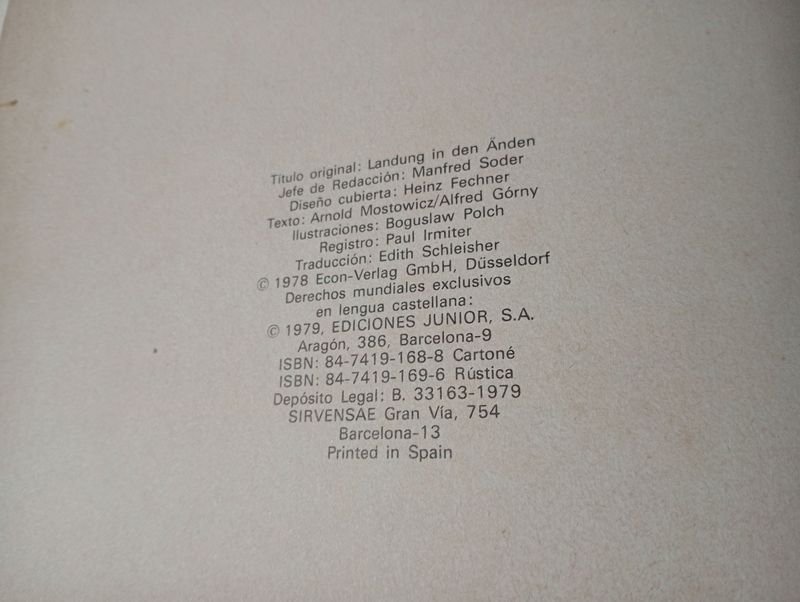 Título original: Landung in den Änden
Jefe de Redacción: Manfred Soder
Diseño cubierta: Heinz Fechner
Texto: Arnold Mostowicz/Alfred Górny
Ilustraciones: Boguslaw Polch
Registro: Paul Irmiter
Traducción: Edith Schleisher
© 1978 Econ-Verlag GmbH, Düsseldorf
Derechos mundiales exclusivos
en lengua castellana:
© 1979, EDICIONES JUNIOR, S.A.
Aragón, 386, Barcelona-9
ISBN: 84-7419-168-8 Cartoné
ISBN: 84-7419-169-6 Rústica
Depósito Legal: B. 33163-1979
SIRVENSAE Gran Vía, 754
Barcelona-13
Printed in Spain